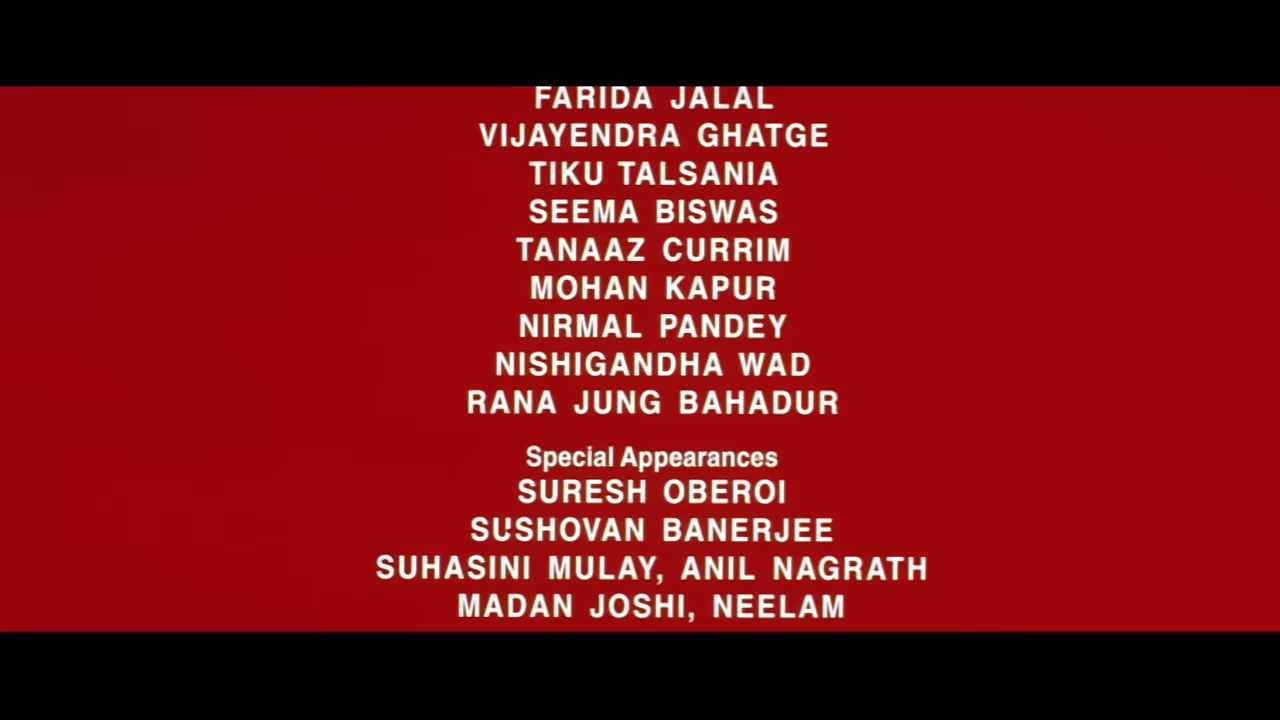 FARIDA JALAL
VIJAYENDRA GHATGE
TIKU TALSANIA
SEEMA BISWAS
TANAAZ CURRIM
MOHAN KAPUR
NIRMAL PANDEY
NISHIGANDHA WAD
RANA JUNG BAHADUR
Special Appearances
SURESH OBEROI
SUSHOVAN BANERJEE
SUHASINI MULAY, ANIL NAGRATH
MADAN JOSHI, NEELAM